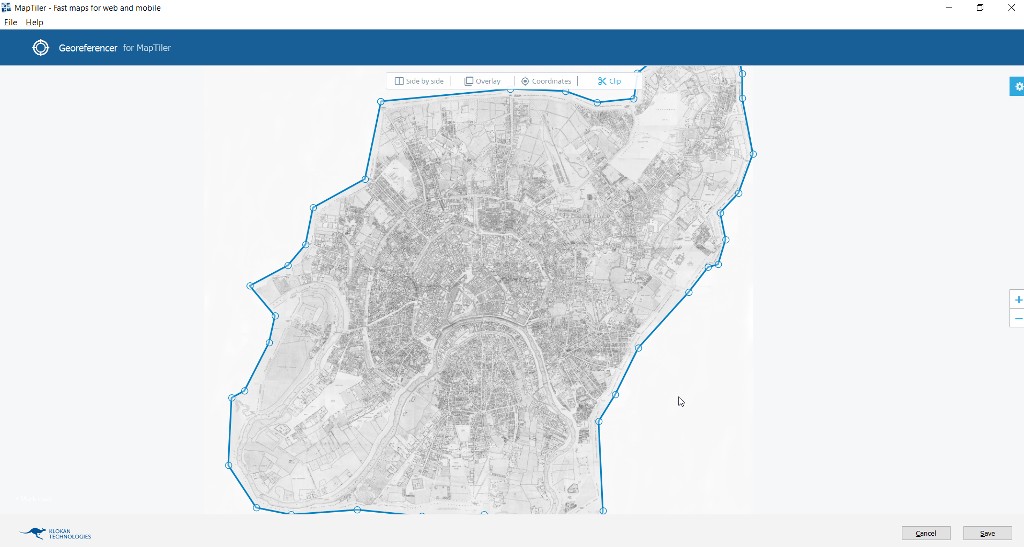 MapTiler - Fast maps for web and mobile
File Help
Georeferencer for MapTiler
Side by side Overlay Coordinates Clip
+
−
KLOKAN
TECHNOLOGIES
Cancel Save